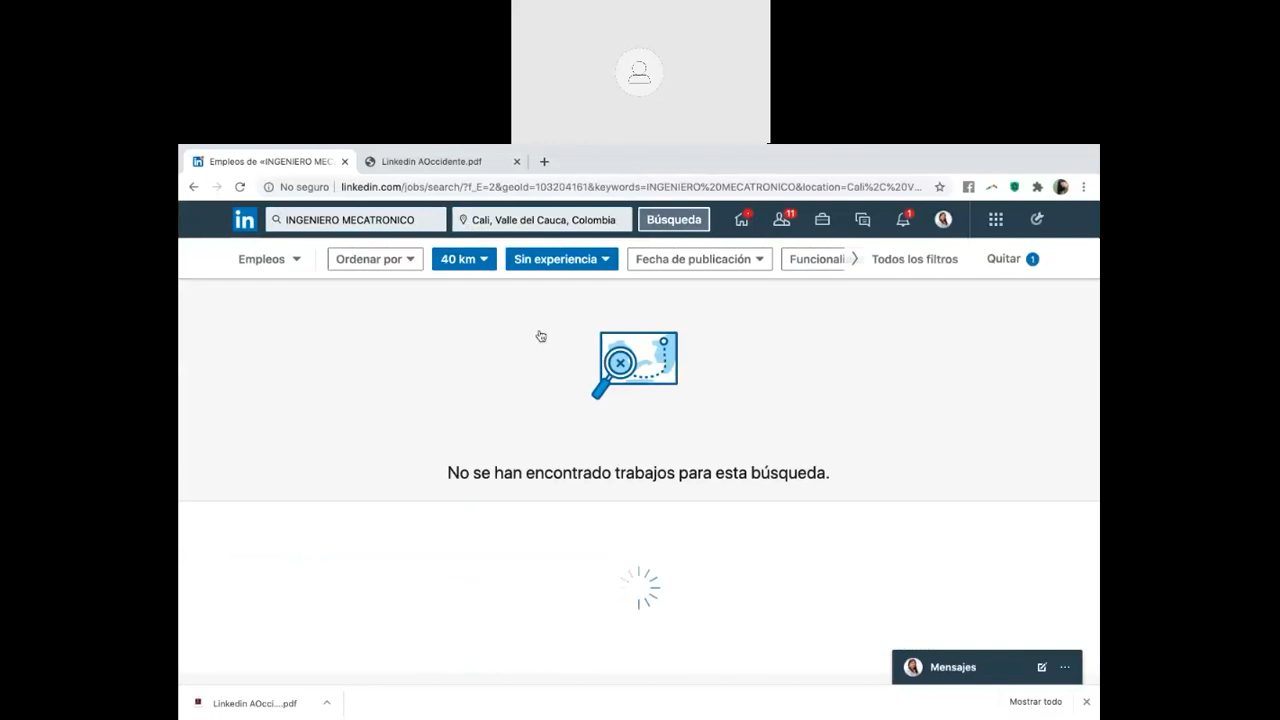 Empleos de «INGENIERO MEC
Linkedin AOccidente.pdf
No seguro
linkedin.com/jobs/search/?f_E=2&geoId=103204161&keywords=INGENIERO%20MECATRONICO&location=Cali%2C%20V...
in
INGENIERO MECATRONICO
Cali, Valle del Cauca, Colombia
Búsqueda
11
1
Empleos
Ordenar por
40 km
Sin experiencia
Fecha de publicación
Funcionali
Todos los filtros
Quitar 1
No se han encontrado trabajos para esta búsqueda.
Mensajes
Linkedin AOcci....pdf
Mostrar todo